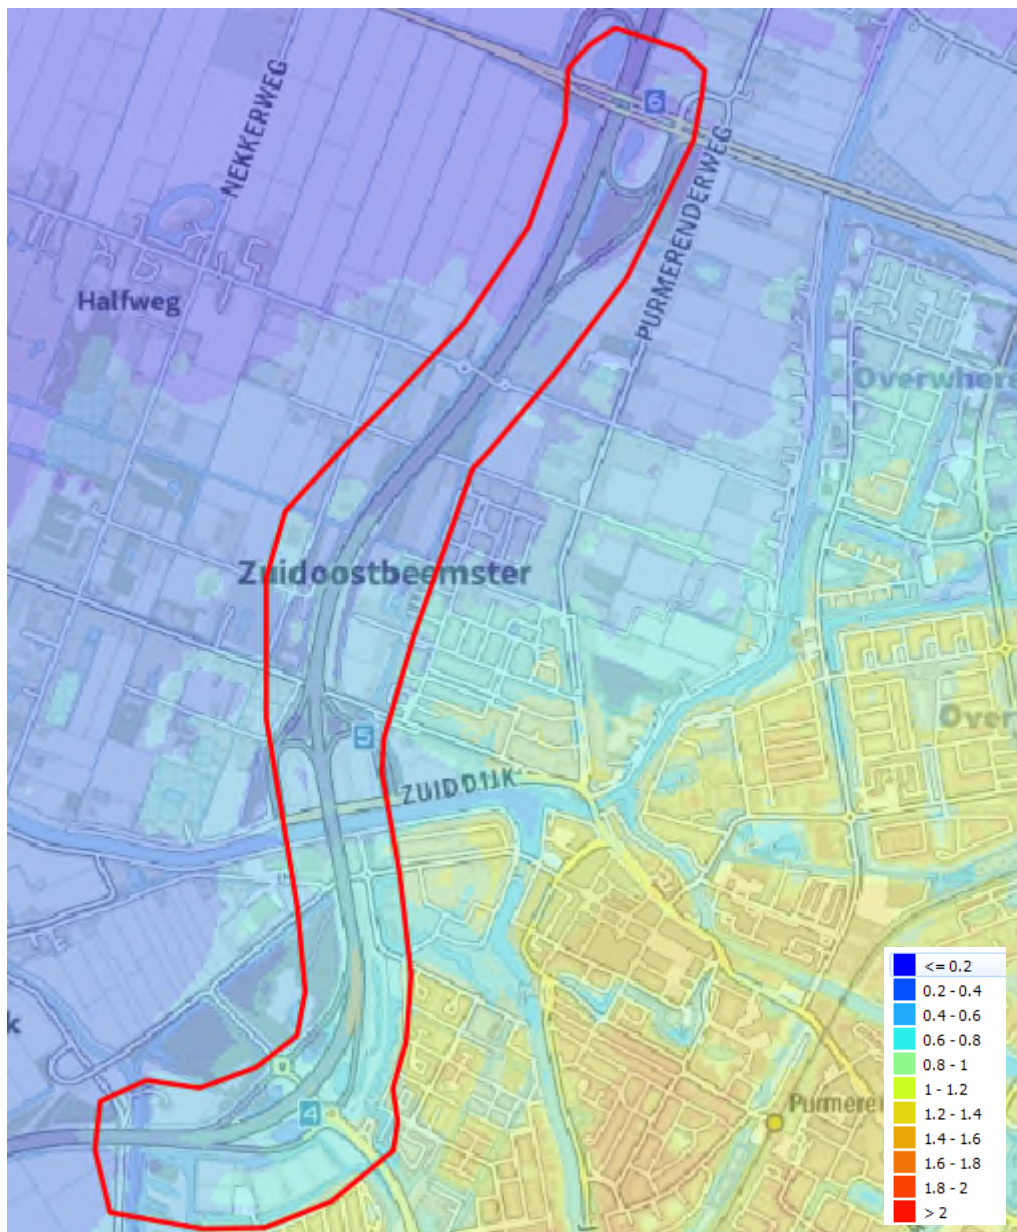 6
NEKKERWEG
PURMERENDERWEG
Halfweg
Overwhere
Zuidoostbeemster
Over
5
ZUIDDIJK
k
4
Purmere
<= 0.2
0.2 - 0.4
0.4 - 0.6
0.6 - 0.8
0.8 - 1
1 - 1.2
1.2 - 1.4
1.4 - 1.6
1.6 - 1.8
1.8 - 2
> 2